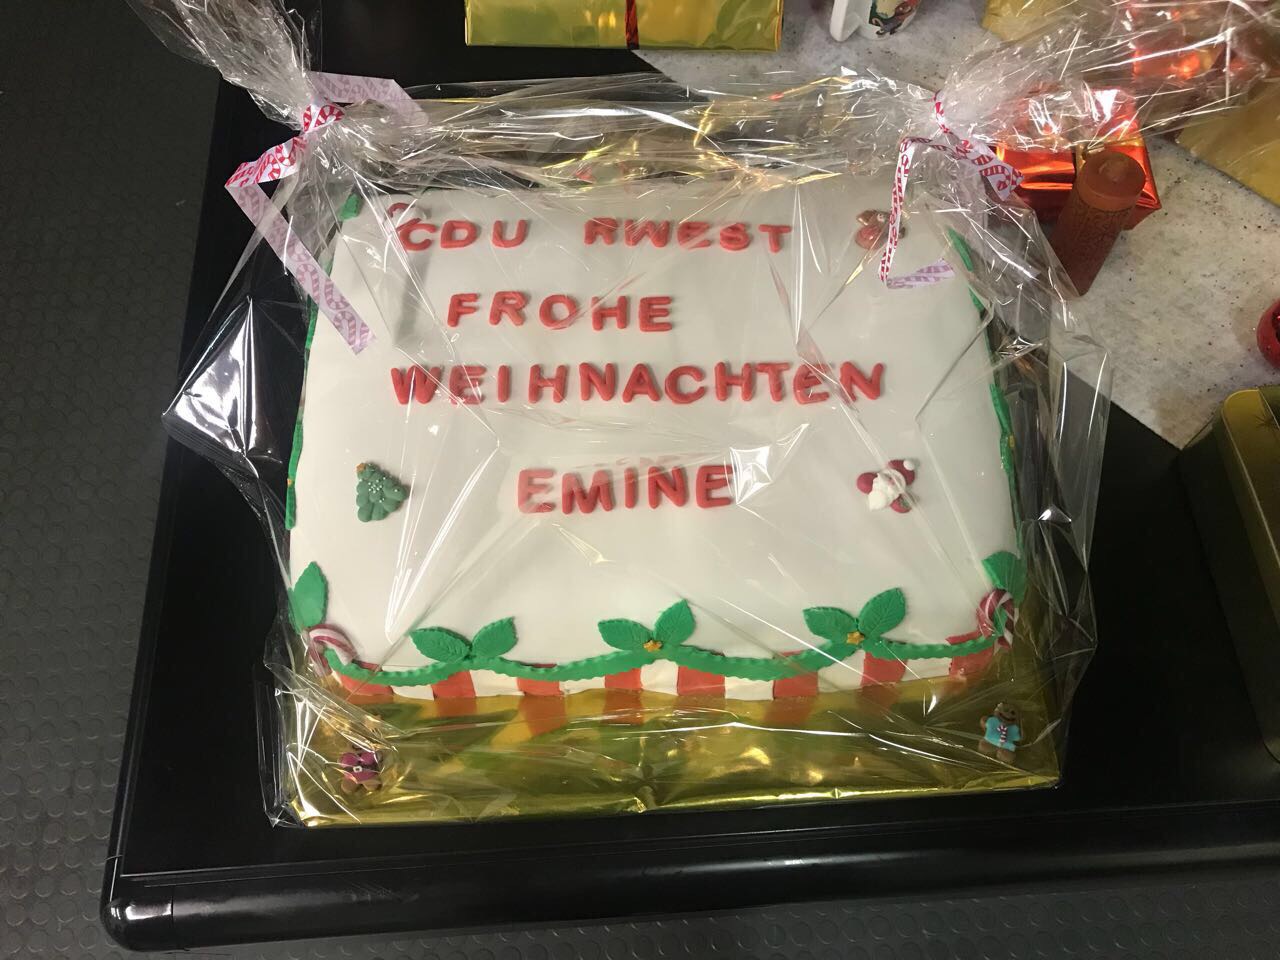 CDU RWEST
FROHE
WEIHNACHTEN
EMINE